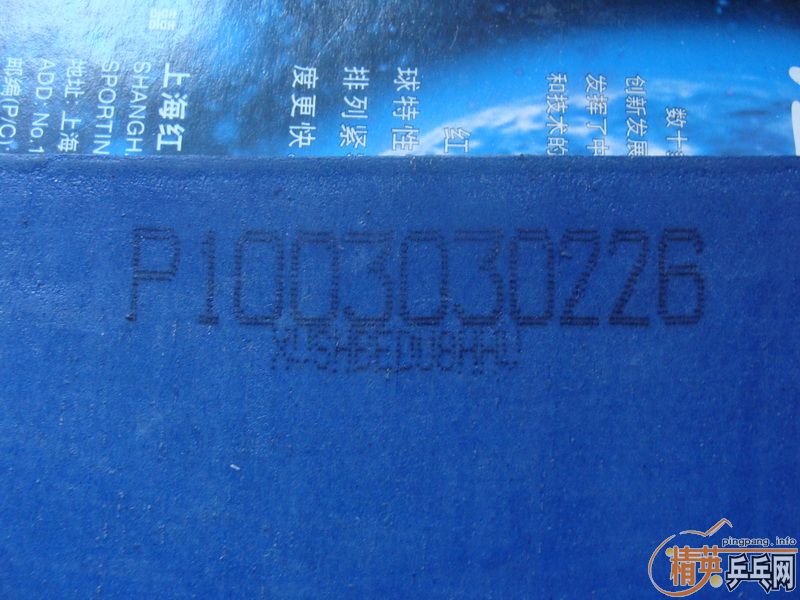 数十
创新发展
发挥了中
和技术的
红
球特性
排列紧
度更快
上海红
SHANGH
SPORTIN
地址: 上海
ADD: No.1
邮编(P.C)
P1003030226
pingpang.info
精英乒乓网